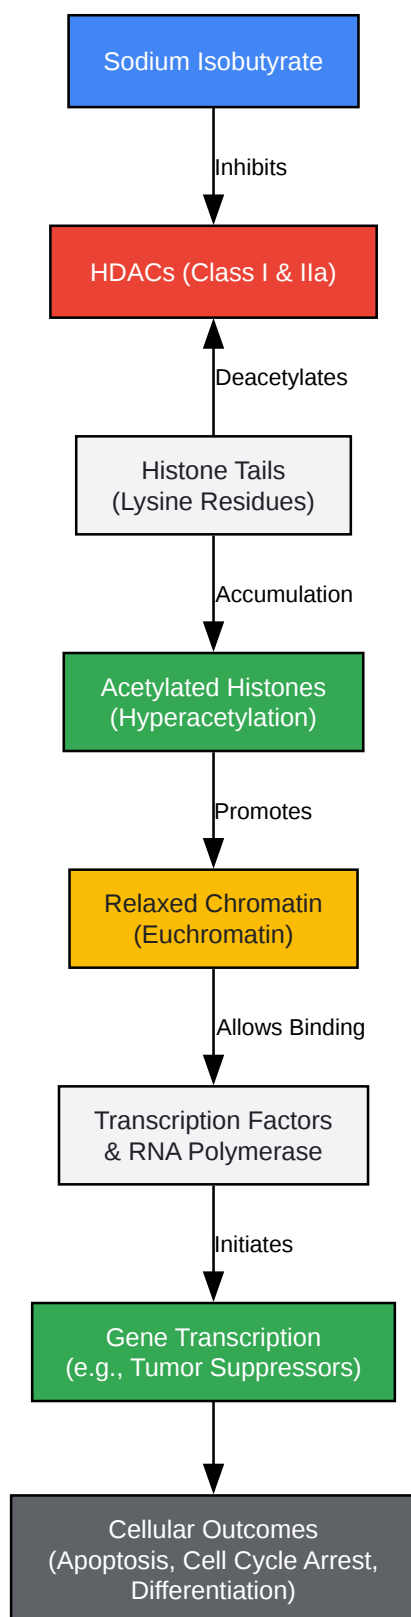 Sodium Isobutyrate
Inhibits
HDACs (Class I & IIa)
Deacetylates
Histone Tails
(Lysine Residues)
Accumulation
Acetylated Histones
(Hyperacetylation)
Promotes
Relaxed Chromatin
(Euchromatin)
Allows Binding
Transcription Factors
& RNA Polymerase
Initiates
Gene Transcription
(e.g., Tumor Suppressors)
Cellular Outcomes
(Apoptosis, Cell Cycle Arrest,
Differentiation)